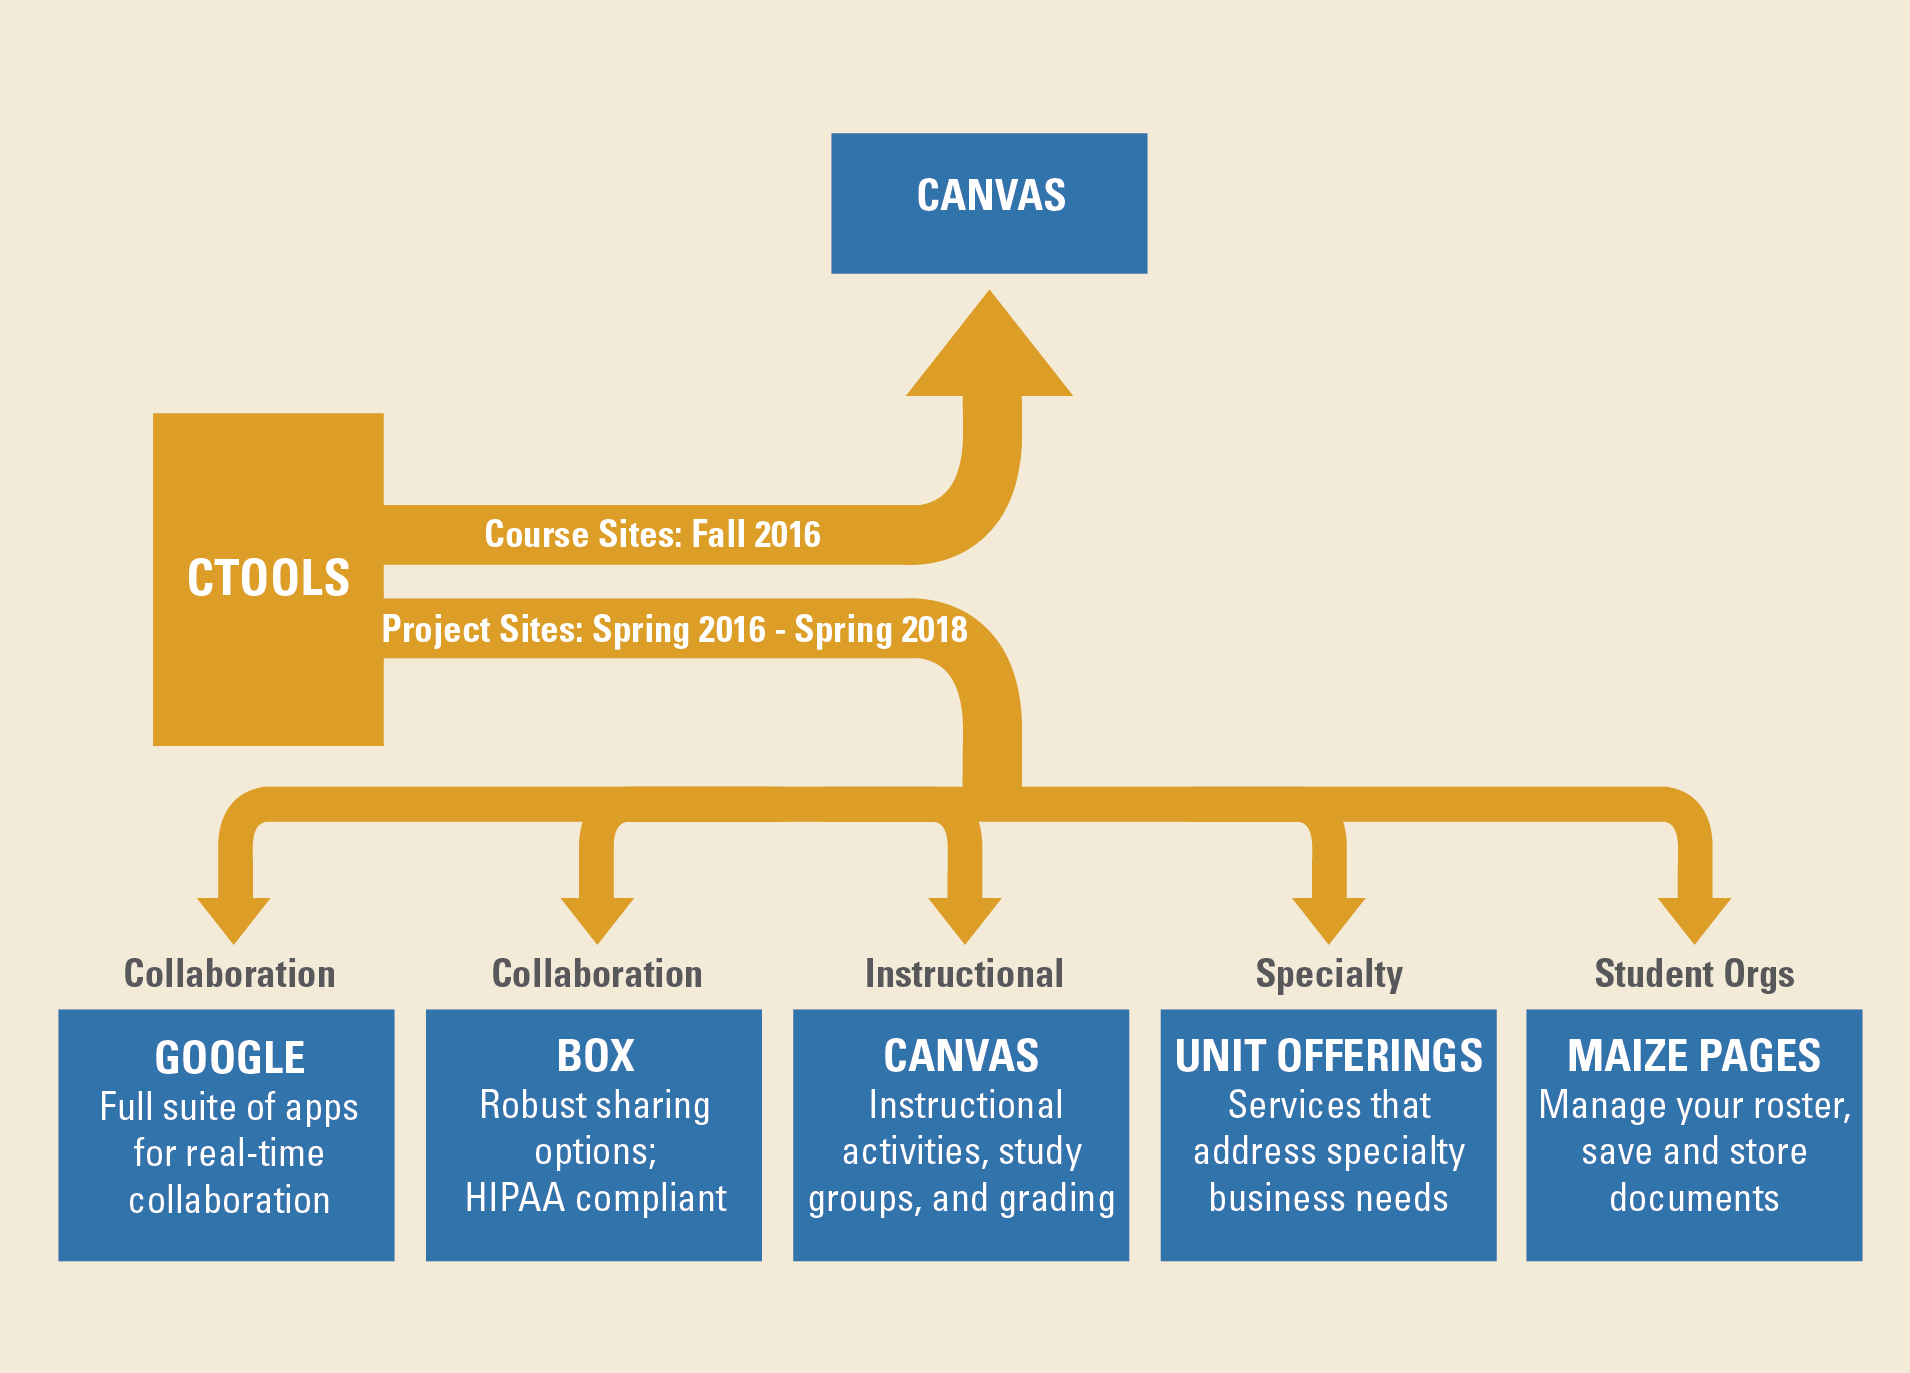 CANVAS
CTOOLS
Course Sites: Fall 2016
Project Sites: Spring 2016 - Spring 2018
Collaboration
GOOGLE
Full suite of apps
for real-time
collaboration
Collaboration
BOX
Robust sharing
options;
HIPAA compliant
Instructional
CANVAS
Instructional
activities, study
groups, and grading
Specialty
UNIT OFFERINGS
Services that
address specialty
business needs
Student Orgs
MAIZE PAGES
Manage your roster,
save and store
documents